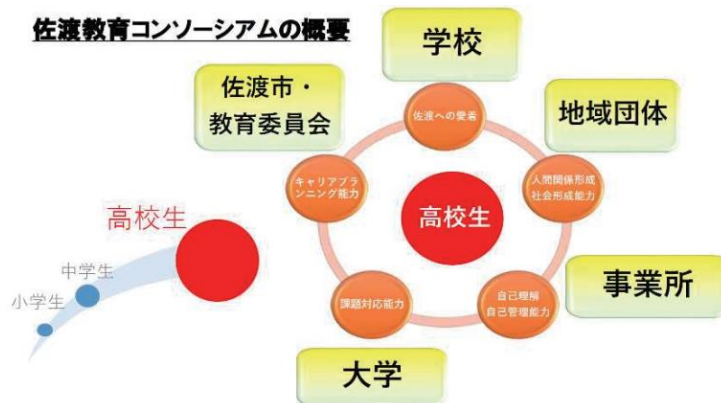 佐渡教育コンソーシアムの概要
学校
佐渡市・
教育委員会
地域団体
佐渡への愛着
キャリアプラ
ンニング能力
人間関係形成
社会形成能力
高校生
高校生
中学生
小学生
課題対応能力
自己理解
自己管理能力
事業所
大学